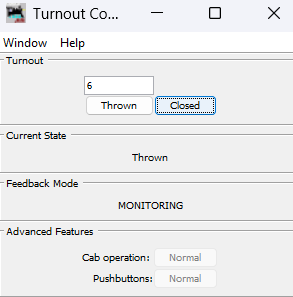 Turnout Co...
Window Help
Turnout
6
Thrown Closed
Current State
Thrown
Feedback Mode
MONITORING
Advanced Features
Cab operation: Normal
Pushbuttons: Normal